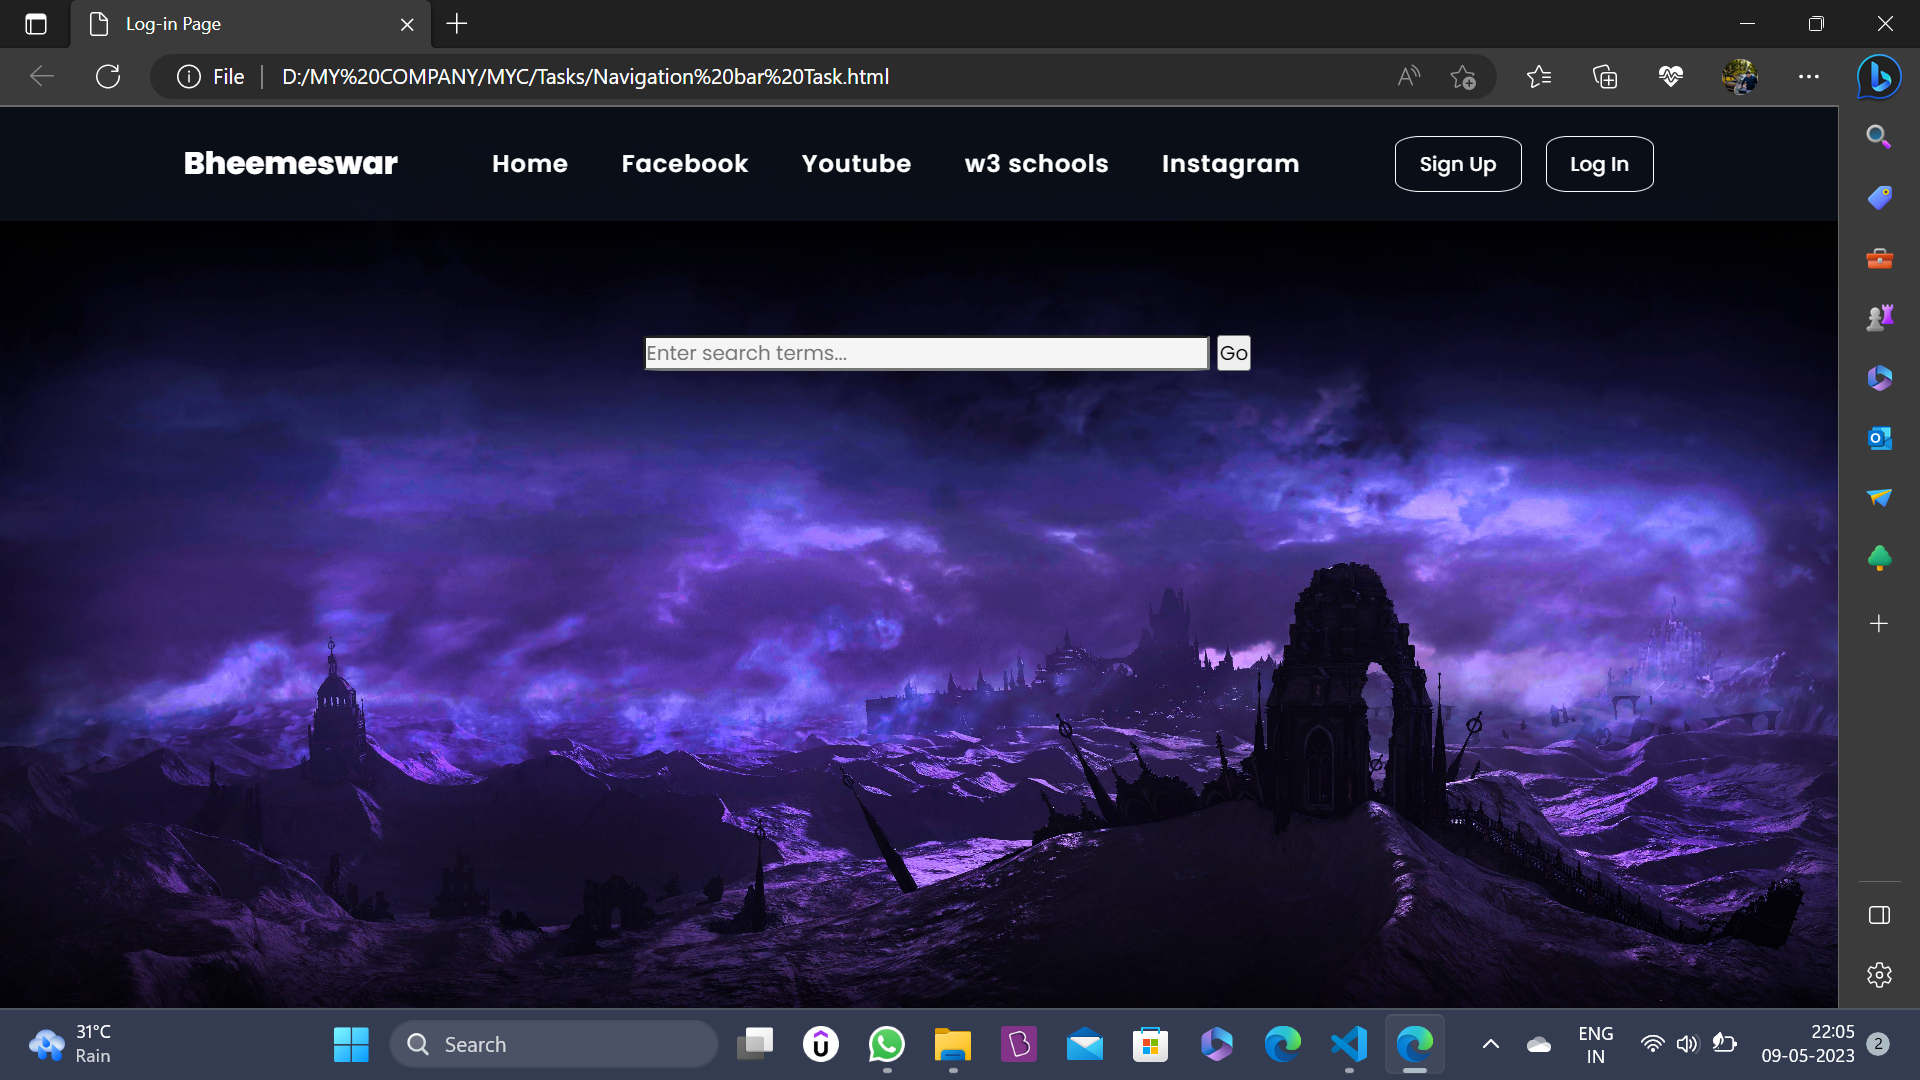 Log-in Page
File D:/MY%20COMPANY/MYC/Tasks/Navigation%20bar%20Task.html
Bheemeswar Home Facebook Youtube w3 schools Instagram Sign Up Log In
Enter search terms... Go
31°C
Rain
Search
ENG
IN
22:05
09-05-2023
2